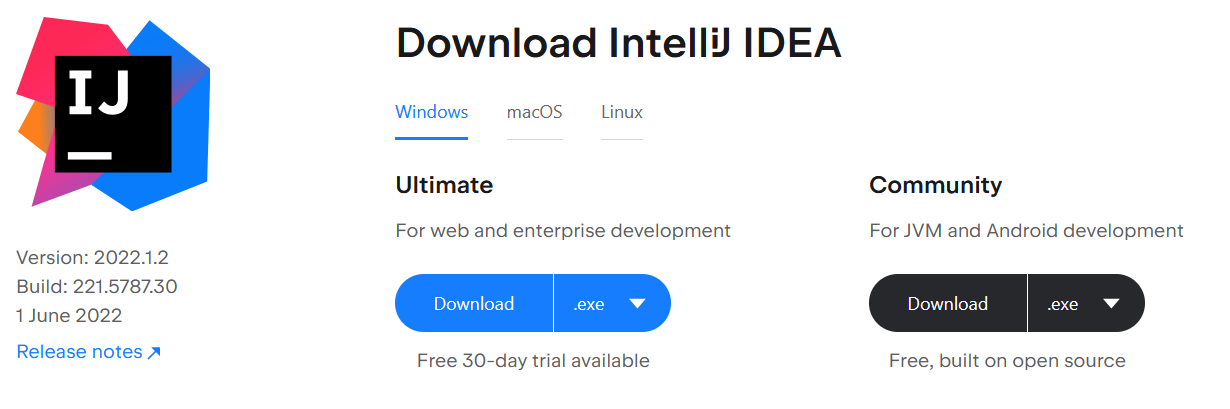 IJ
Download IntelliJ IDEA
Windows macOS Linux
Ultimate
For web and enterprise development
Download .exe
Free 30-day trial available
Community
For JVM and Android development
Download .exe
Free, built on open source
Version: 2022.1.2
Build: 221.5787.30
1 June 2022
Release notes